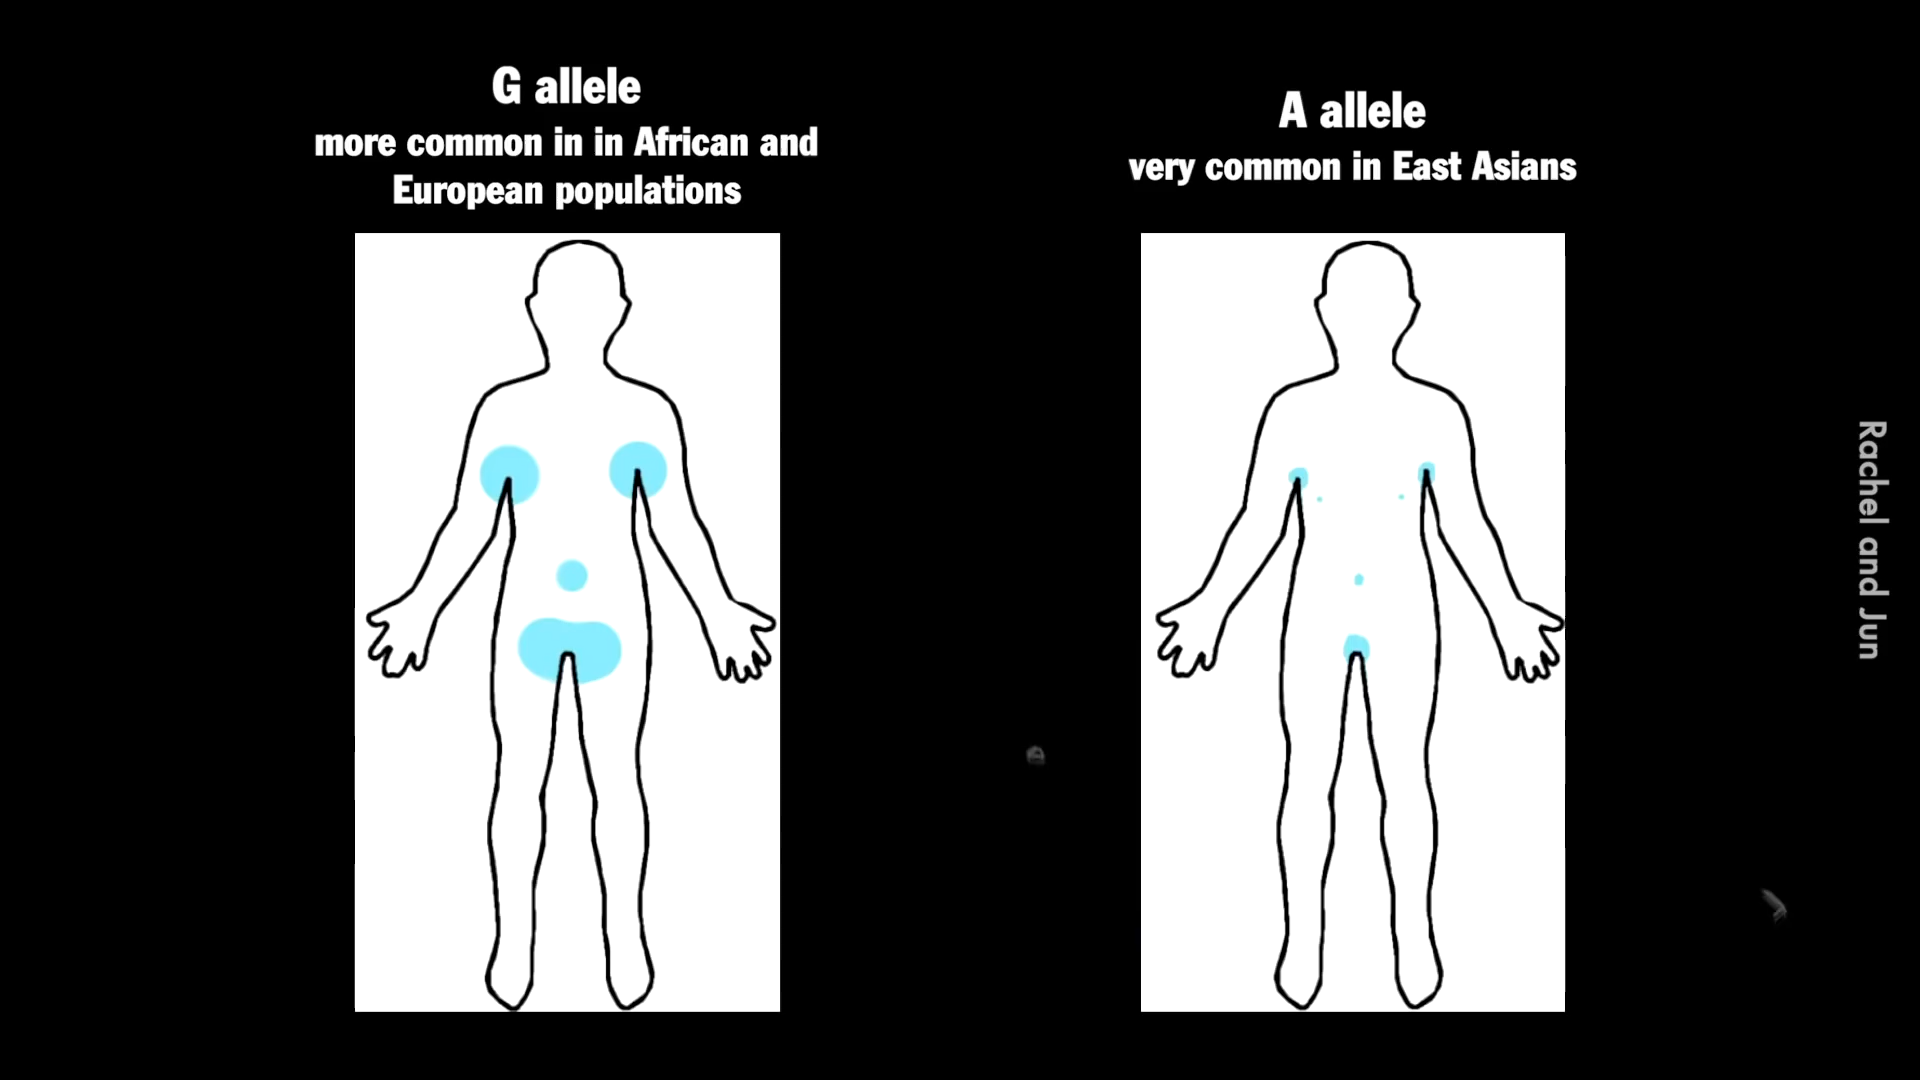 G allele
more common in in African and
European populations
A allele
very common in East Asians
Rachel and Jun